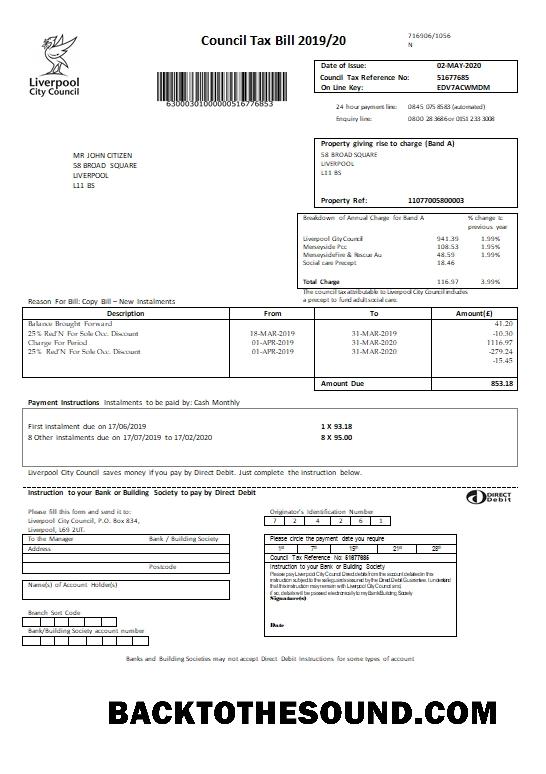 Council Tax Bill 2019/20
716906/1056
N
Liverpool
City Council
63000301000000516776853
Date of Issue: 02-MAY-2020
Council Tax Reference No: 51677685
On Line Key: EDV7ACWMDM
24 hour payment line: 0845 075 8583 (automated)
Enquiry line: 0800 28 3686 or 0151 233 3008
MR JOHN CITIZEN
58 BROAD SQUARE
LIVERPOOL
L11 BS
Property giving rise to charge (Band A)
58 BROAD SQUARE
LIVERPOOL
L11 BS
Property Ref: 11077005800003
Breakdown of Annual Charge for Band A % change to
previous year
Liverpool City Council 941.39 1.99%
Merseyside Pcc 108.53 1.95%
Merseyside Fire & Rescue Au 48.59 1.99%
Social care Precept 18.46
Total Charge 116.97 3.99%
The council tax attributable to Liverpool City Council includes
a precept to fund adult social care.
Reason For Bill: Copy Bill – New Instalments
Description From To Amount(£)
Balance Brought Forward 41.20
25% Red'N For Sole Occ. Discount 18-MAR-2019 31-MAR-2019 -10.30
Charge For Period 01-APR-2019 31-MAR-2020 1116.97
25% Red'N For Sole Occ. Discount 01-APR-2019 31-MAR-2020 -279.24
-15.45
Amount Due 853.18
Payment Instructions Instalments to be paid by: Cash Monthly
First instalment due on 17/06/2019 1 X 93.18
8 Other instalments due on 17/07/2019 to 17/02/2020 8 X 95.00
Liverpool City Council saves money if you pay by Direct Debit. Just complete the instruction below.
Instruction to your Bank or Building Society to pay by Direct Debit
DIRECT
Debit
Please fill this form and send it to:
Liverpool City Council, P.O. Box 834,
Liverpool, L69 2UT.
To the Manager Bank / Building Society
Address
Postcode
Name(s) of Account Holder(s)
Branch Sort Code
Bank/Building Society account number
Originator's Identification Number
7 2 4 2 6 1
Please circle the payment date you require
1st 7th 15th 21st 28th
Council Tax Reference No: 51677685
Instruction to your Bank or Building Society
Please pay Liverpool City Council Direct debits from the account detailed in this
instruction subject to the safeguards assured by the Direct Debit Guarantee. I understand
that this instruction may remain with Liverpool City Council and,
if so, details will be passed electronically to my Bank/Building Society
Signature(s)
Date
Banks and Building Societies may not accept Direct Debit Instructions for some types of account
BACKTOTHESOUND.COM